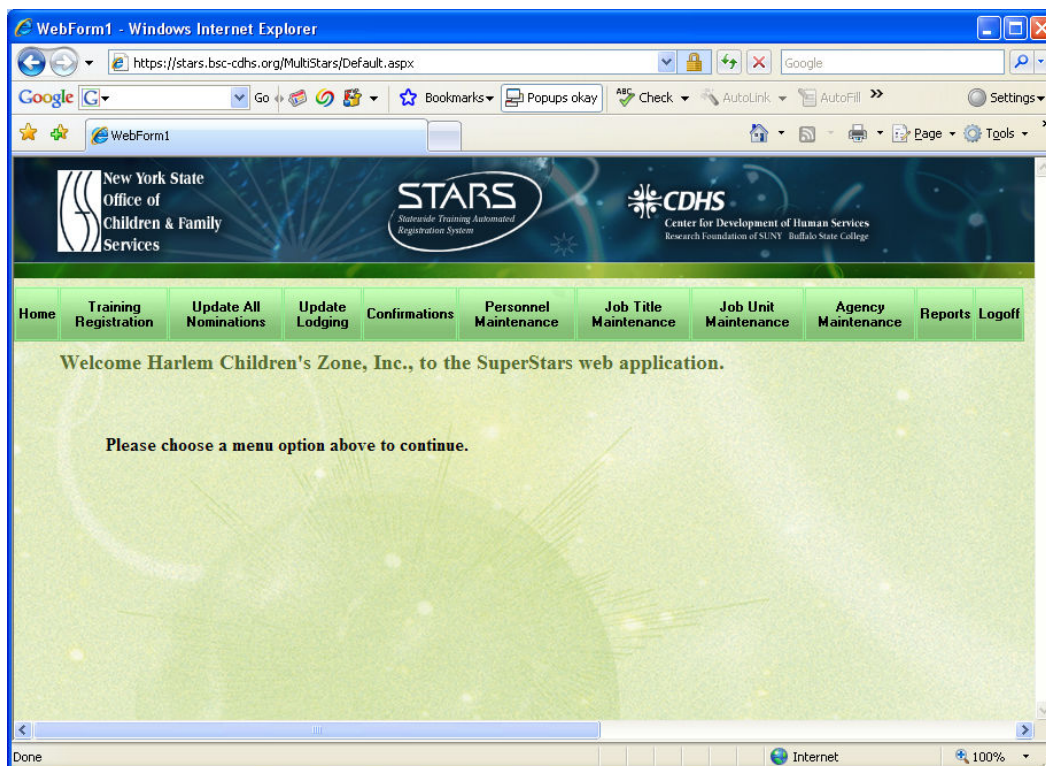 WebForm1 - Windows Internet Explorer
https://stars.bsc-cdhs.org/MultiStars/Default.aspx
Google
Google G Go Bookmarks Popups okay ABC Check AutoLink AutoFill » Settings
WebForm1
Page Tools
New York State
Office of
Children & Family
Services
STARS
Statewide Training Automated
Registration System
CDHS
Center for Development of Human Services
Research Foundation of SUNY Buffalo State College
Home Training Registration Update All Nominations Update Lodging Confirmations Personnel Maintenance Job Title Maintenance Job Unit Maintenance Agency Maintenance Reports Logoff
Welcome Harlem Children's Zone, Inc., to the SuperStars web application.
Please choose a menu option above to continue.
Done Internet 100%